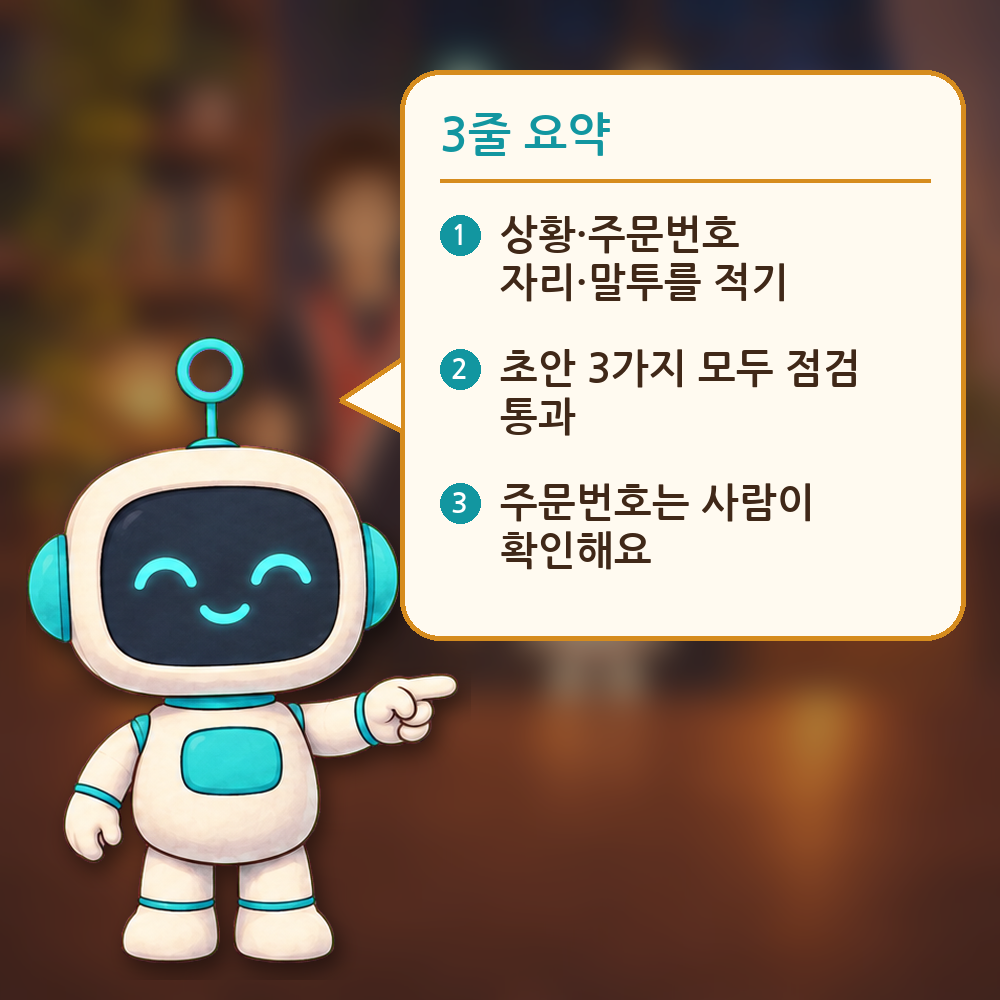 3줄 요약
1 상황·주문번호
자리·말투를 적기
2 초안 3가지 모두 점검
통과
3 주문번호는 사람이
확인해요